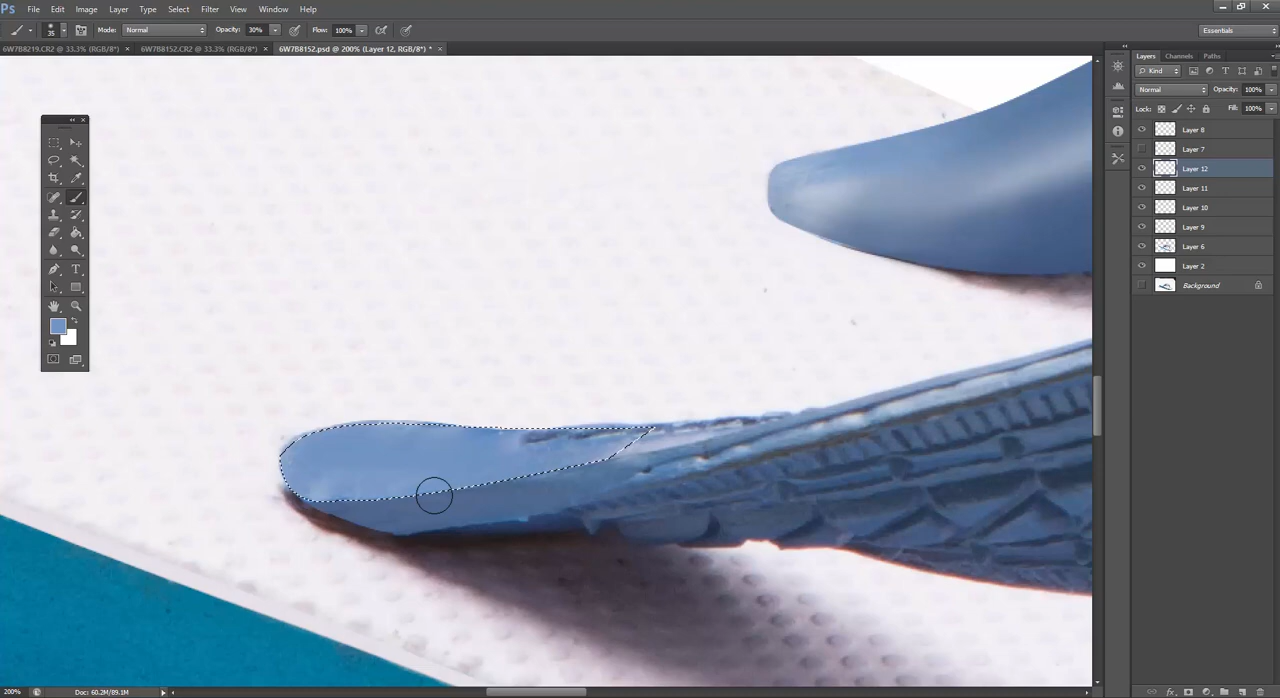 Ps File Edit Image Layer Type Select Filter View Window Help
35 Mode: Normal Opacity: 30% Flow: 100% Essentials
6W7B8219.CR2 @ 33.3% (RGB/8*) × 6W7B8152.CR2 @ 33.3% (RGB/8*) × 6W7B8152.psd @ 200% (Layer 12, RGB/8*) * ×
Layers Channels Paths
Kind
Normal Opacity: 100%
Lock: Fill: 100%
Layer 8
Layer 7
Layer 12
Layer 11
Layer 10
Layer 9
Layer 6
Layer 2
Background
200% Doc: 60.2M/89.1M